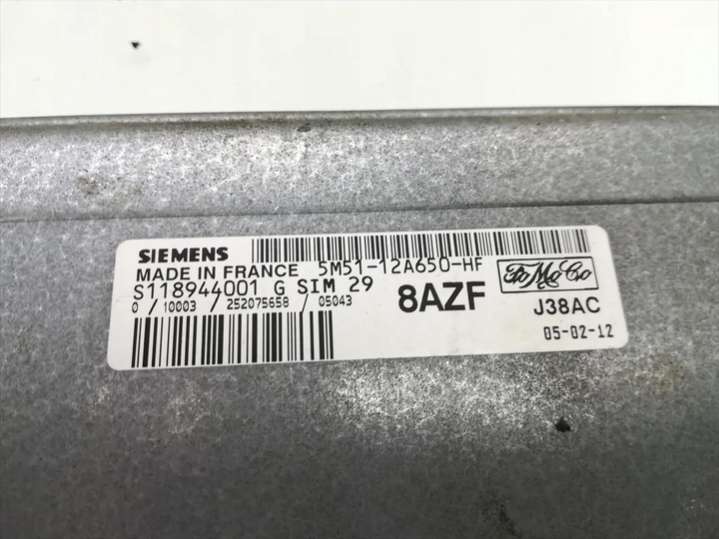 SIEMENS
MADE IN FRANCE 5M51-12A650-HF
S118944001 G SIM 29
0 / 10003 / 252075658 / 05043
8AZF
FoMoCo
J38AC
05-02-12